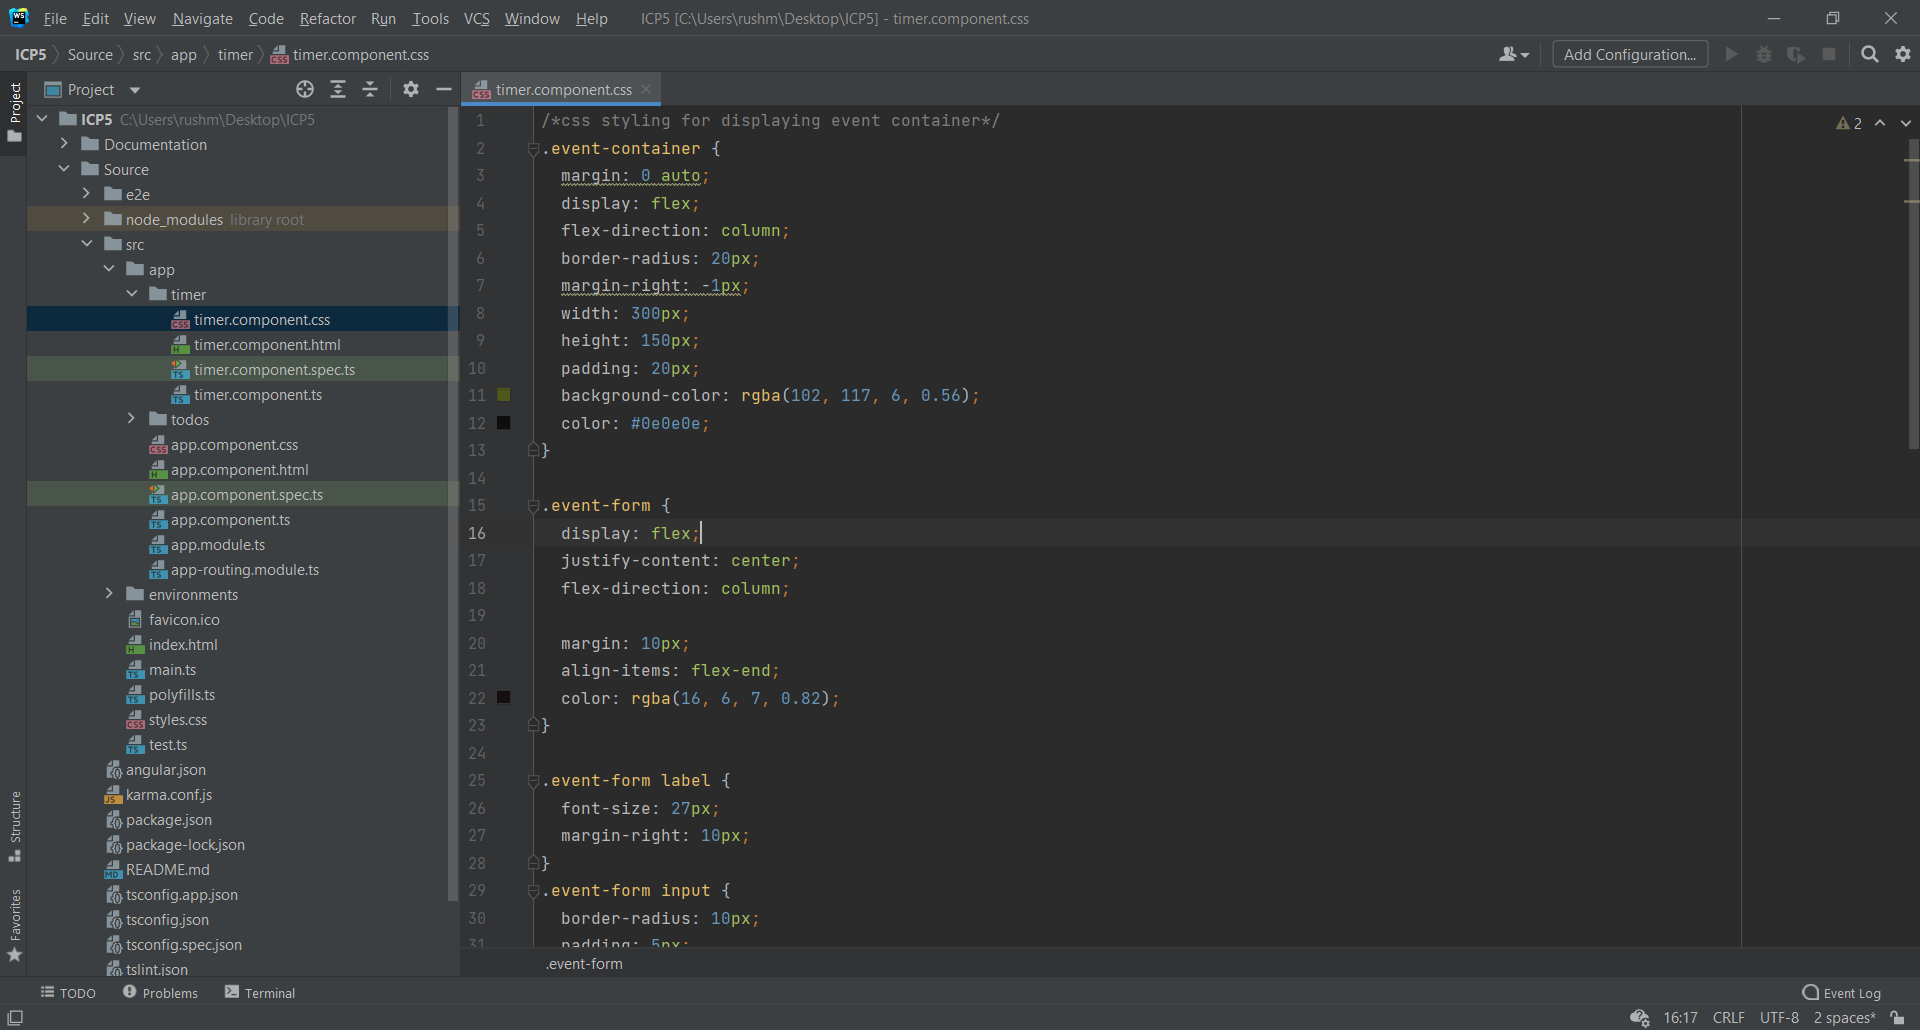 WS File Edit View Navigate Code Refactor Run Tools VCS Window Help ICP5 [C:\Users\rushm\Desktop\ICP5] - timer.component.css
ICP5 Source src app timer timer.component.css Add Configuration...
Project
Project
ICP5 C:\Users\rushm\Desktop\ICP5
Documentation
Source
e2e
node_modules library root
src
app
timer
timer.component.css
timer.component.html
timer.component.spec.ts
timer.component.ts
todos
app.component.css
app.component.html
app.component.spec.ts
app.component.ts
app.module.ts
app-routing.module.ts
environments
favicon.ico
index.html
main.ts
polyfills.ts
styles.css
test.ts
angular.json
karma.conf.js
package.json
package-lock.json
README.md
tsconfig.app.json
tsconfig.json
tsconfig.spec.json
tslint.json
Structure
Favorites
timer.component.css
2
1 /*css styling for displaying event container*/
2 .event-container {
3 margin: 0 auto;
4 display: flex;
5 flex-direction: column;
6 border-radius: 20px;
7 margin-right: -1px;
8 width: 300px;
9 height: 150px;
10 padding: 20px;
11 background-color: rgba(102, 117, 6, 0.56);
12 color: #0e0e0e;
13 }
14
15 .event-form {
16 display: flex;
17 justify-content: center;
18 flex-direction: column;
19
20 margin: 10px;
21 align-items: flex-end;
22 color: rgba(16, 6, 7, 0.82);
23 }
24
25 .event-form label {
26 font-size: 27px;
27 margin-right: 10px;
28 }
29 .event-form input {
30 border-radius: 10px;
31 padding: 5px;
.event-form
TODO Problems Terminal Event Log
16:17 CRLF UTF-8 2 spaces*